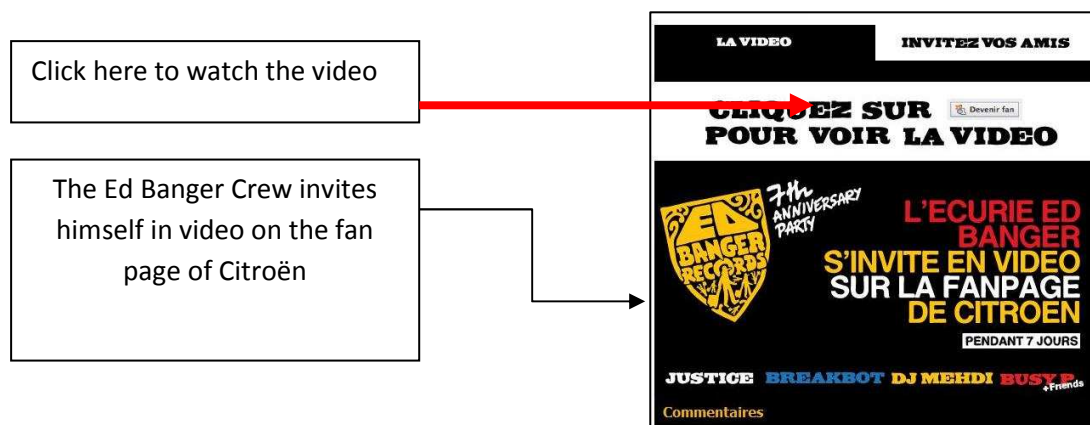 Click here to watch the video
The Ed Banger Crew invites
himself in video on the fan
page of Citroën
LA VIDEO
INVITEZ VOS AMIS
CLIQUEZ SUR
Devenir fan
POUR VOIR LA VIDEO
7th
ANNIVERSARY
PARTY
ED
BANGER
RECORDS
L'ECURIE ED
BANGER
S'INVITE EN VIDEO
SUR LA FANPAGE
DE CITROEN
PENDANT 7 JOURS
JUSTICE BREAKBOT DJ MEHDI BUSY P.
+Friends
Commentaires